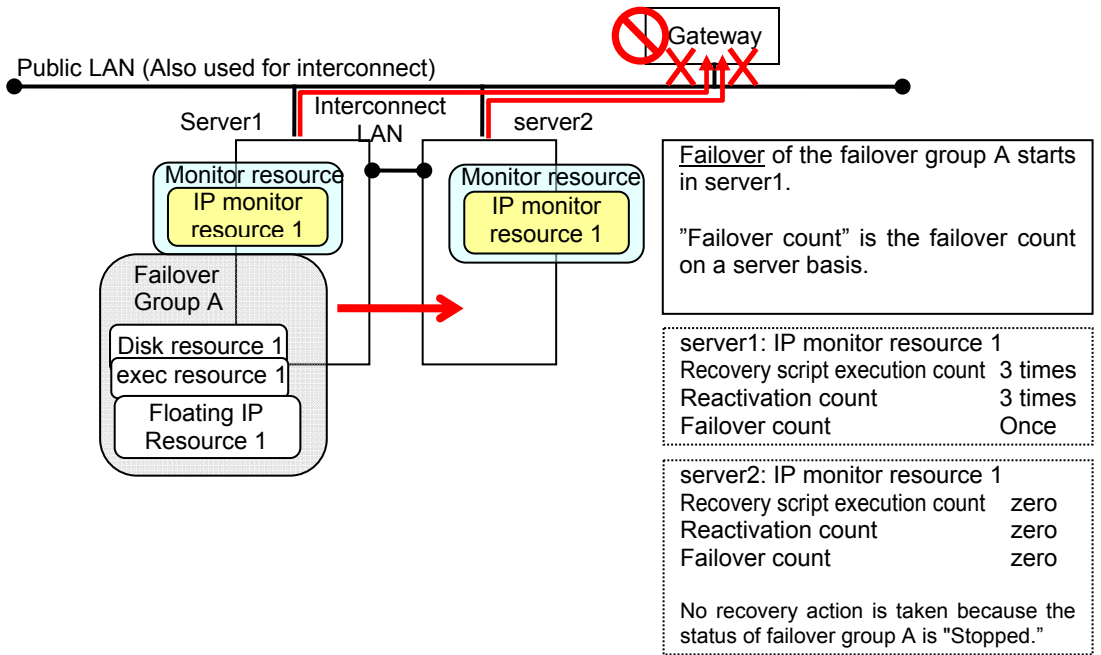 Gateway
Public LAN (Also used for interconnect)
Interconnect
LAN
Server1
server2
Monitor resource
IP monitor
resource 1
Monitor resource
IP monitor
resource 1
Failover
Group A
Disk resource 1
exec resource 1
Floating IP
Resource 1
Failover of the failover group A starts
in server1.
”Failover count” is the failover count
on a server basis.
server1: IP monitor resource 1
Recovery script execution count 3 times
Reactivation count 3 times
Failover count Once
server2: IP monitor resource 1
Recovery script execution count zero
Reactivation count zero
Failover count zero
No recovery action is taken because the
status of failover group A is "Stopped.”